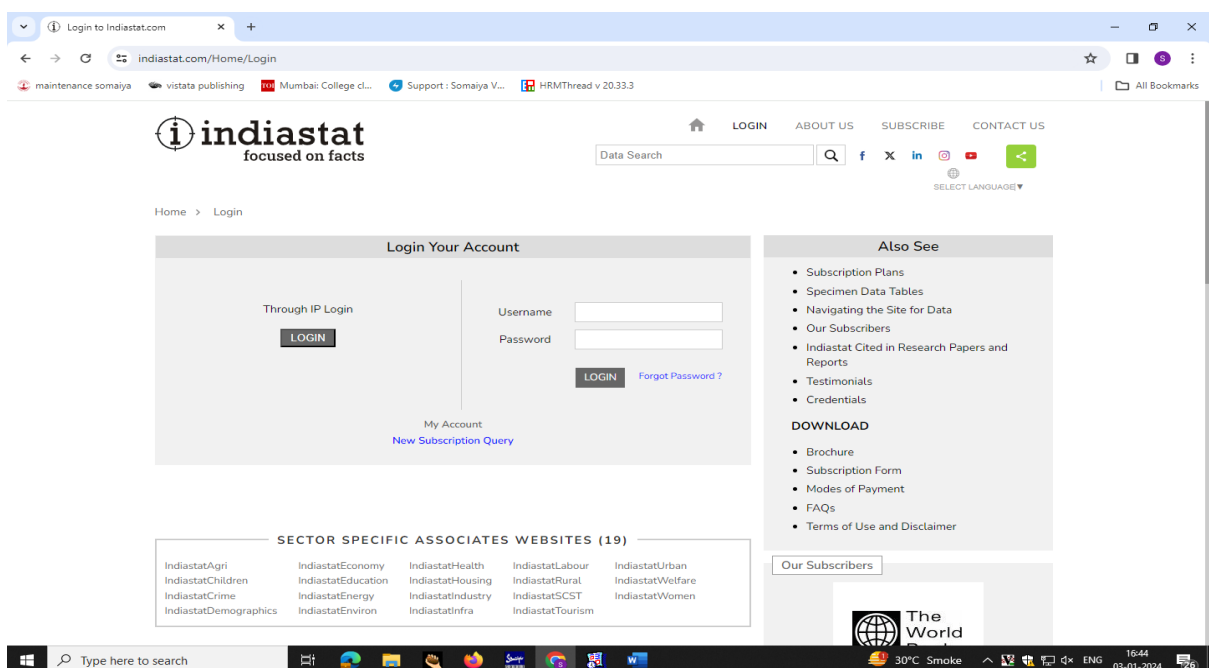 Login to Indiastat.com
indiastat.com/Home/Login
S
maintenance somaiya
vistata publishing
TOI Mumbai: College cl...
Support : Somaiya V...
HRMThread v 20.33.3
All Bookmarks
indiastat
focused on facts
LOGIN ABOUT US SUBSCRIBE CONTACT US
Data Search
SELECT LANGUAGE▼
Home > Login
Login Your Account
Through IP Login
LOGIN
Username
Password
LOGIN Forgot Password ?
My Account
New Subscription Query
Also See
Subscription Plans
Specimen Data Tables
Navigating the Site for Data
Our Subscribers
Indiastat Cited in Research Papers and
Reports
Testimonials
Credentials
DOWNLOAD
Brochure
Subscription Form
Modes of Payment
FAQs
Terms of Use and Disclaimer
SECTOR SPECIFIC ASSOCIATES WEBSITES (19)
IndiastatAgri IndiastatEconomy IndiastatHealth IndiastatLabour IndiastatUrban
IndiastatChildren IndiastatEducation IndiastatHousing IndiastatRural IndiastatWelfare
IndiastatCrime IndiastatEnergy IndiastatIndustry IndiastatSCST IndiastatWomen
IndiastatDemographics IndiastatEnviron IndiastatInfra IndiastatTourism
Our Subscribers
The
World
Type here to search
30°C Smoke
ENG
16:44
03-01-2024
26